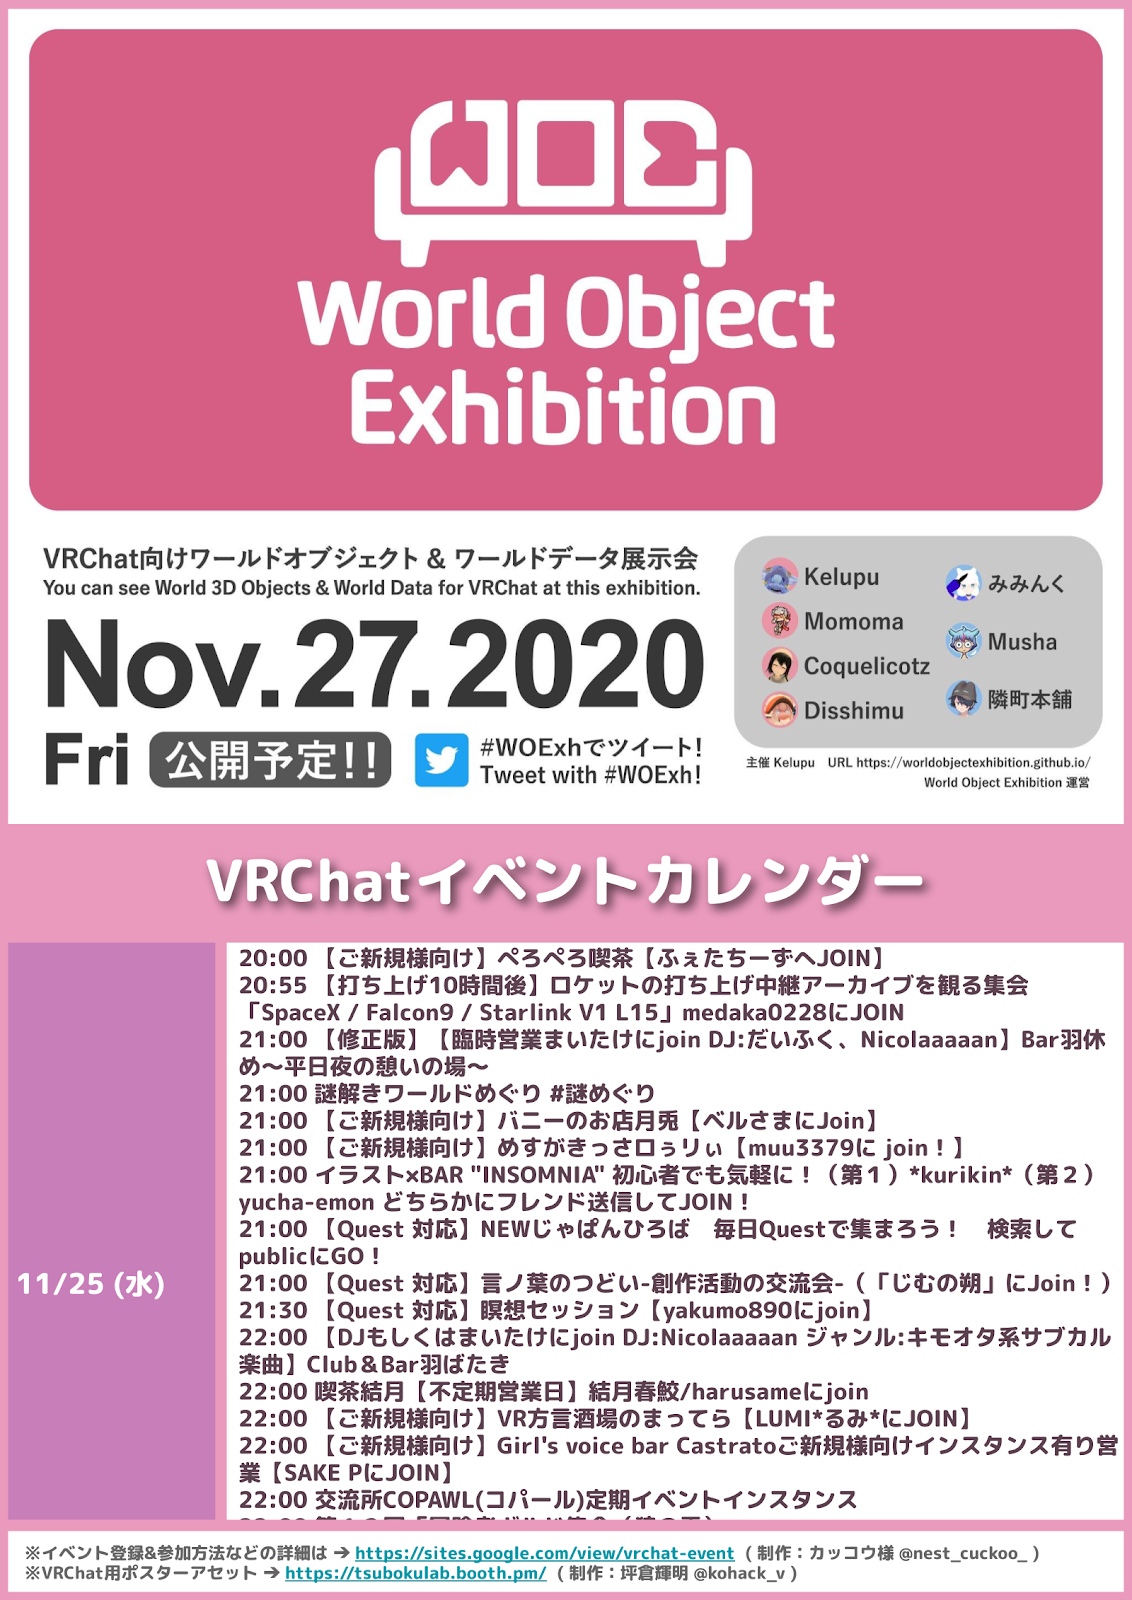 WOE
World Object
Exhibition
VRChat向けワールドオブジェクト & ワールドデータ展示会
You can see World 3D Objects & World Data for VRChat at this exhibition.
Nov.27.2020
Fri 公開予定!!
#WOExhでツイート!
Tweet with #WOExh!
Kelupu
Momoma
Coquelicotz
Disshimu
みみんく
Musha
隣町本舗
主催 Kelupu URL https://worldobjectexhibition.github.io/
World Object Exhibition 運営
VRChatイベントカレンダー
11/25 (水)
20:00 【ご新規様向け】ぺろぺろ喫茶【ふぇたちーずへJOIN】
20:55 【打ち上げ10時間後】ロケットの打ち上げ中継アーカイブを観る集会
「SpaceX / Falcon9 / Starlink V1 L15」medaka0228にJOIN
21:00 【修正版】【臨時営業まいたけにjoin DJ:だいふく、Nicolaaaaan】Bar羽休
め～平日夜の憩いの場～
21:00 謎解きワールドめぐり #謎めぐり
21:00 【ご新規様向け】バニーのお店月兎【ベルさまにJoin】
21:00 【ご新規様向け】めすがきっさロぅリぃ【muu3379に join！】
21:00 イラスト×BAR "INSOMNIA" 初心者でも気軽に！（第１）*kurikin*（第２）
yucha-emon どちらかにフレンド送信してJOIN！
21:00 【Quest 対応】NEWじゃぱんひろば　毎日Questで集まろう！　検索して
publicにGO！
21:00 【Quest 対応】言ノ葉のつどい-創作活動の交流会-（「じむの朔」にJoin！）
21:30 【Quest 対応】瞑想セッション【yakumo890にjoin】
22:00 【DJもしくはまいたけにjoin DJ:Nicolaaaaan ジャンル:キモオタ系サブカル
楽曲】Club＆Bar羽ばたき
22:00 喫茶結月【不定期営業日】結月春鮫/harusameにjoin
22:00 【ご新規様向け】VR方言酒場のまってら【LUMI*るみ*にJOIN】
22:00 【ご新規様向け】Girl's voice bar Castratoご新規様向けインスタンス有り営
業【SAKE PにJOIN】
22:00 交流所COPAWL(コパール)定期イベントインスタンス
※イベント登録&参加方法などの詳細は ➔ https://sites.google.com/view/vrchat-event （制作：カッコウ様 @nest_cuckoo_）
※VRChat用ポスターアセット ➔ https://tsubokulab.booth.pm/ （制作：坪倉輝明 @kohack_v）